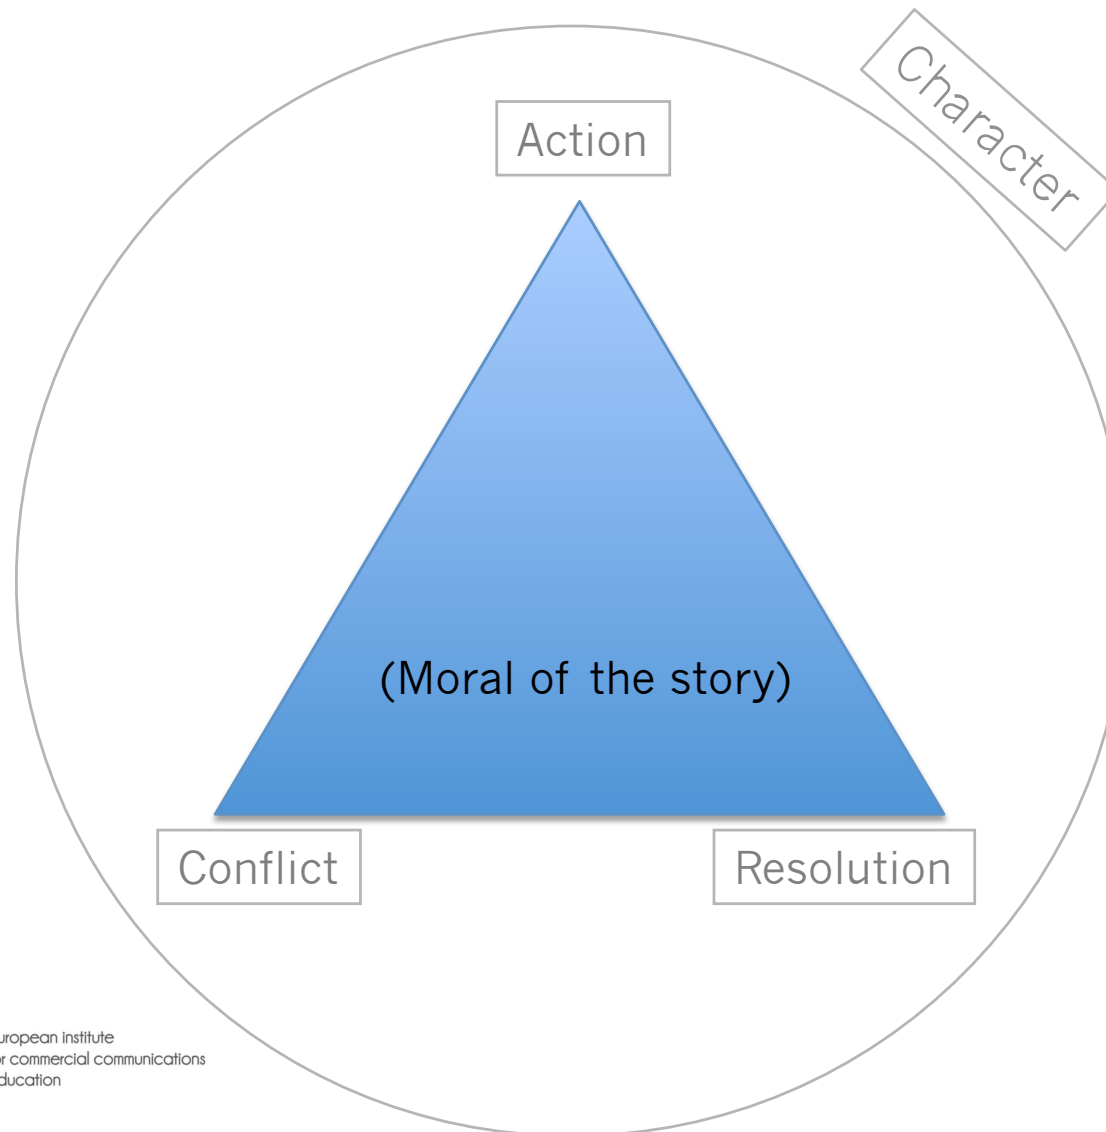 Character
Action
(Moral of the story)
Conflict
Resolution
uropean institute
r commercial communications
ducation